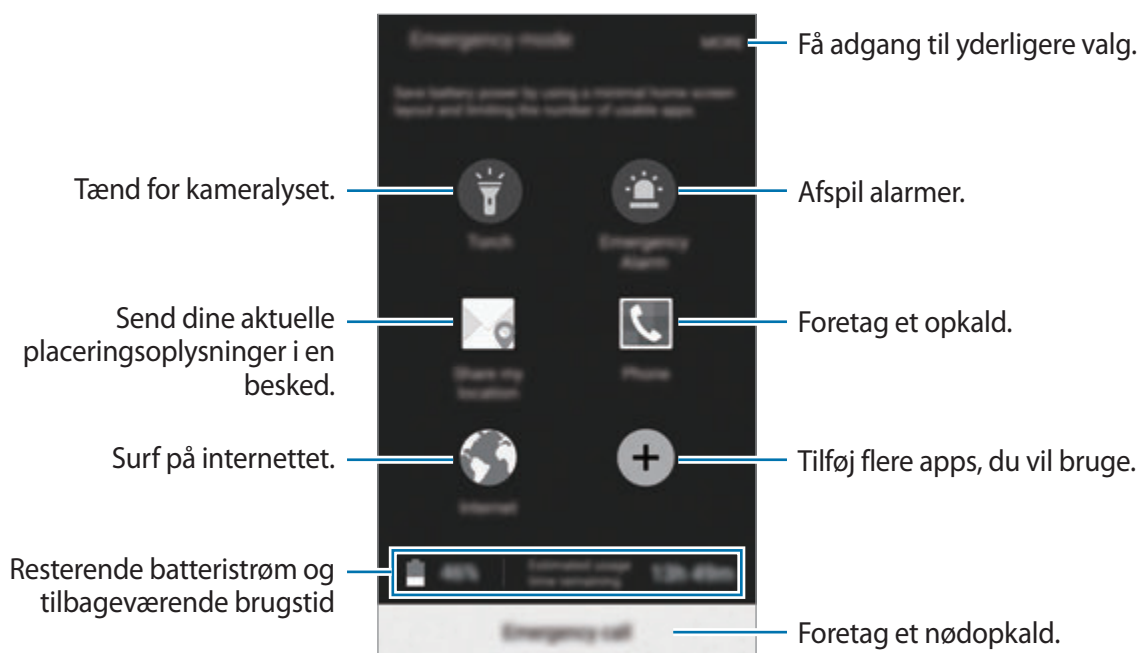 Emergency mode
MORE
Få adgang til yderligere valg.
Save battery power by using a minimal home screen
layout and limiting the number of usable apps.
Tænd for kameralyset.
Torch
Afspil alarmer.
Emergency
Alarm
Send dine aktuelle
placeringsoplysninger i en
besked.
Share my
location
Foretag et opkald.
Phone
Surf på internettet.
Internet
Tilføj flere apps, du vil bruge.
Resterende batteristrøm og
tilbageværende brugstid
46%
Estimated usage
time remaining
13h 49m
Emergency call
Foretag et nødopkald.